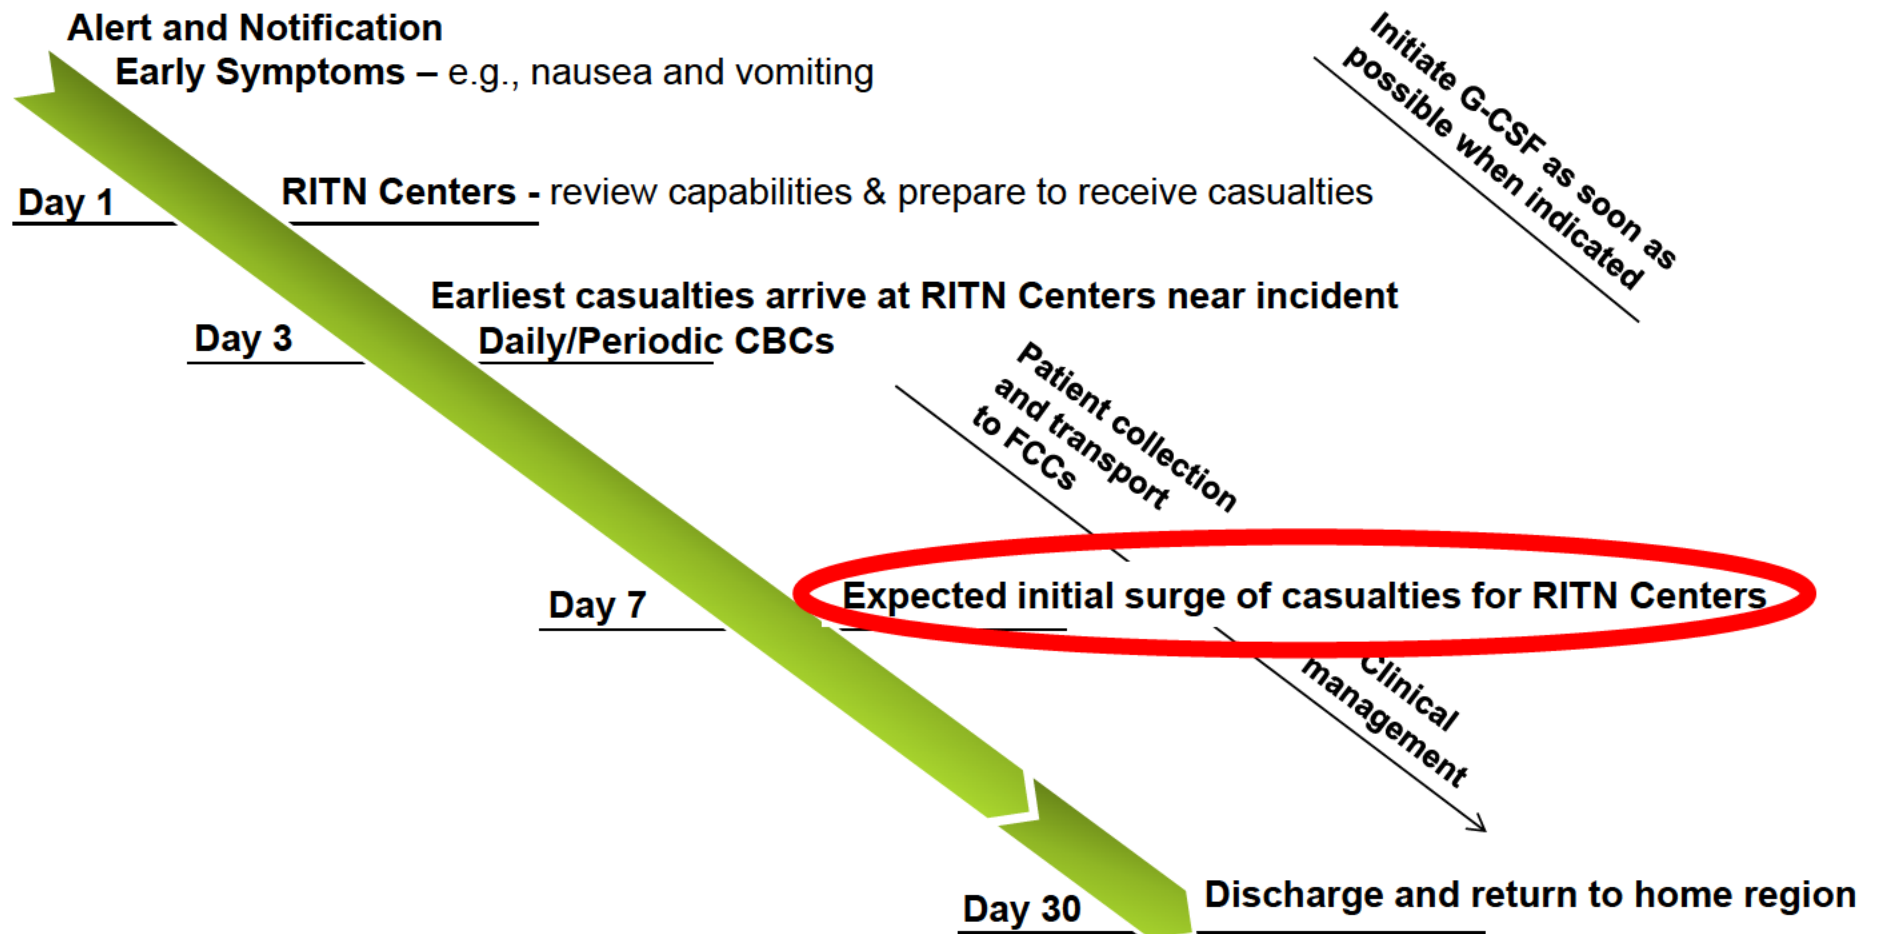 Alert and Notification
Early Symptoms – e.g., nausea and vomiting
Initiate G-CSF as soon as
possible when indicated
Day 1
RITN Centers - review capabilities & prepare to receive casualties
Earliest casualties arrive at RITN Centers near incident
Day 3
Daily/Periodic CBCs
Patient collection
and transport
to FCCs
Day 7
Expected initial surge of casualties for RITN Centers
Clinical
management
Day 30
Discharge and return to home region